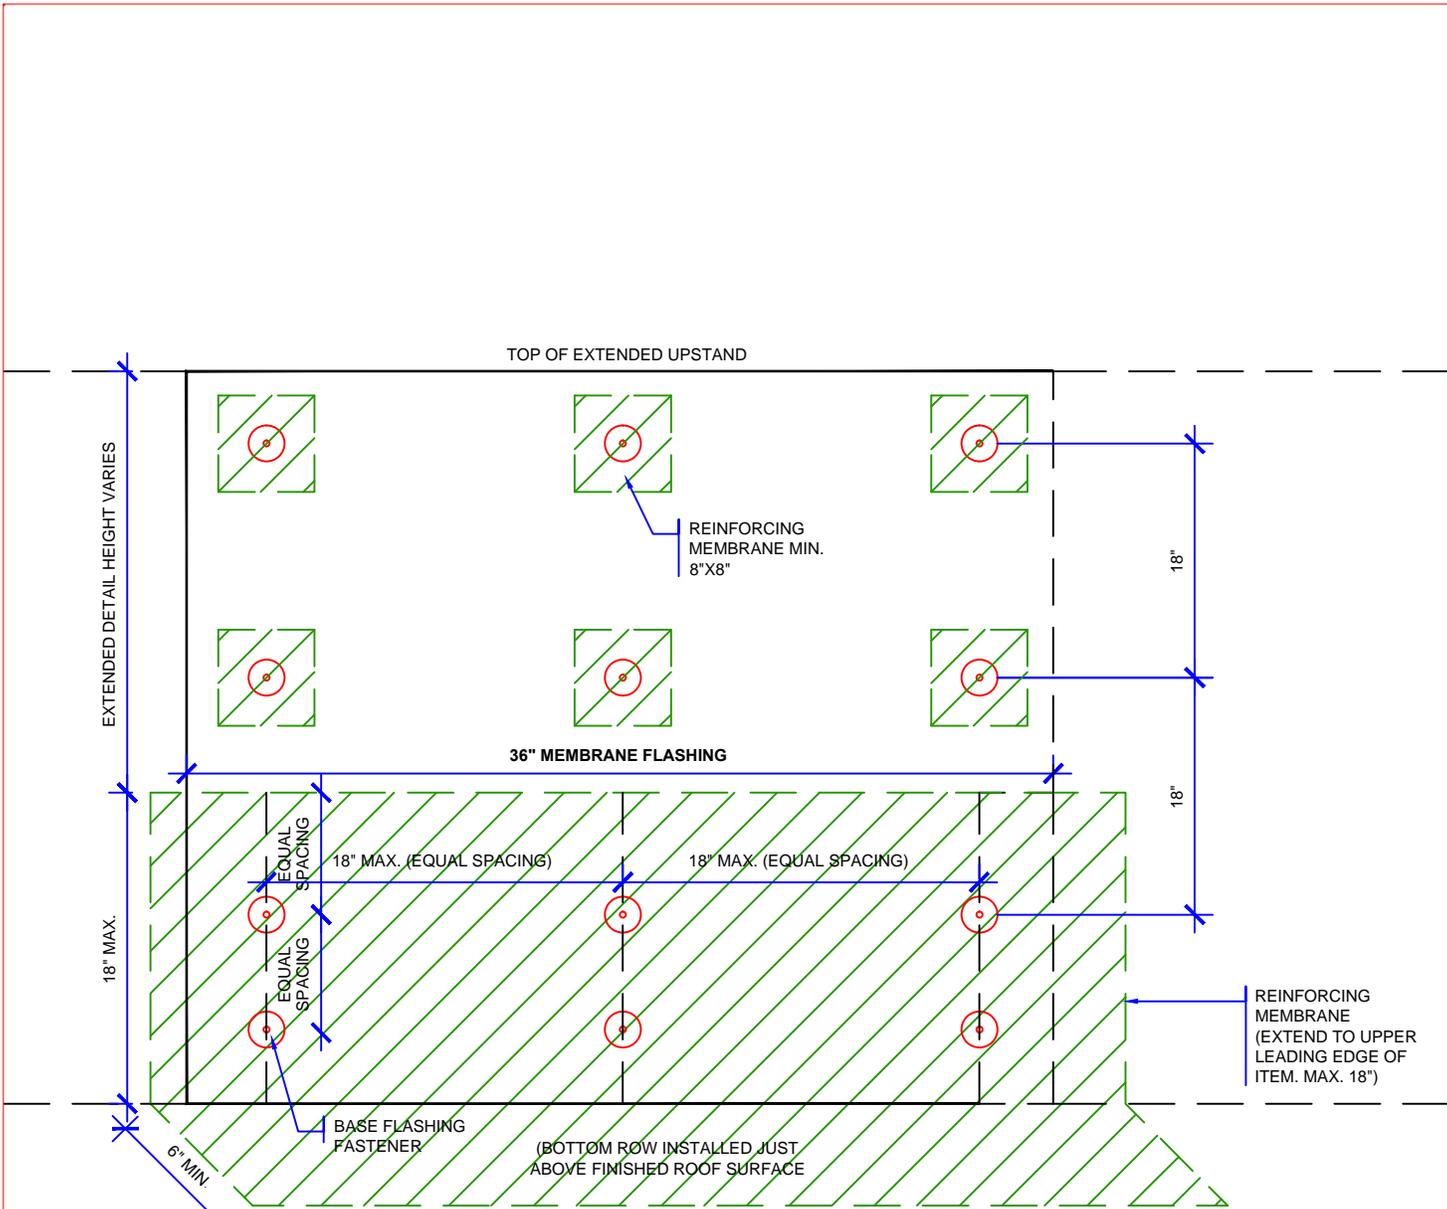 TOP OF EXTENDED UPSTAND
EXTENDED DETAIL HEIGHT VARIES
REINFORCING
MEMBRANE MIN.
8"X8"
18"
36" MEMBRANE FLASHING
18"
EQUAL
SPACING
18" MAX. (EQUAL SPACING)
18" MAX. (EQUAL SPACING)
18" MAX.
EQUAL
SPACING
REINFORCING
MEMBRANE
(EXTEND TO UPPER
LEADING EDGE OF
ITEM. MAX. 18")
BASE FLASHING
FASTENER
(BOTTOM ROW INSTALLED JUST
ABOVE FINISHED ROOF SURFACE
6" MIN.